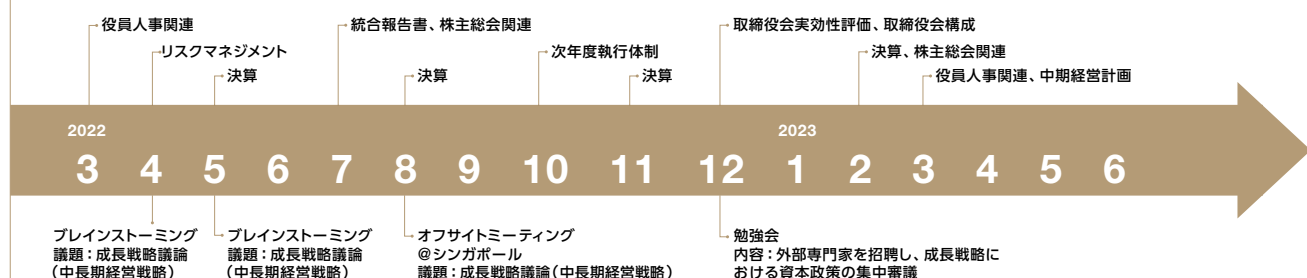 役員人事関連
統合報告書、株主総会関連
取締役会実効性評価、取締役会構成
リスクマネジメント
次年度執行体制
決算、株主総会関連
決算
決算
決算
役員人事関連、中期経営計画
2022
2023
3 4 5 6 7 8 9 10 11 12 1 2 3 4 5 6
ブレインストーミング
議題：成長戦略議論
（中長期経営戦略）
ブレインストーミング
議題：成長戦略議論
（中長期経営戦略）
オフサイトミーティング
@シンガポール
議題：成長戦略議論（中長期経営戦略）
勉強会
内容：外部専門家を招聘し、成長戦略に
おける資本政策の集中審議